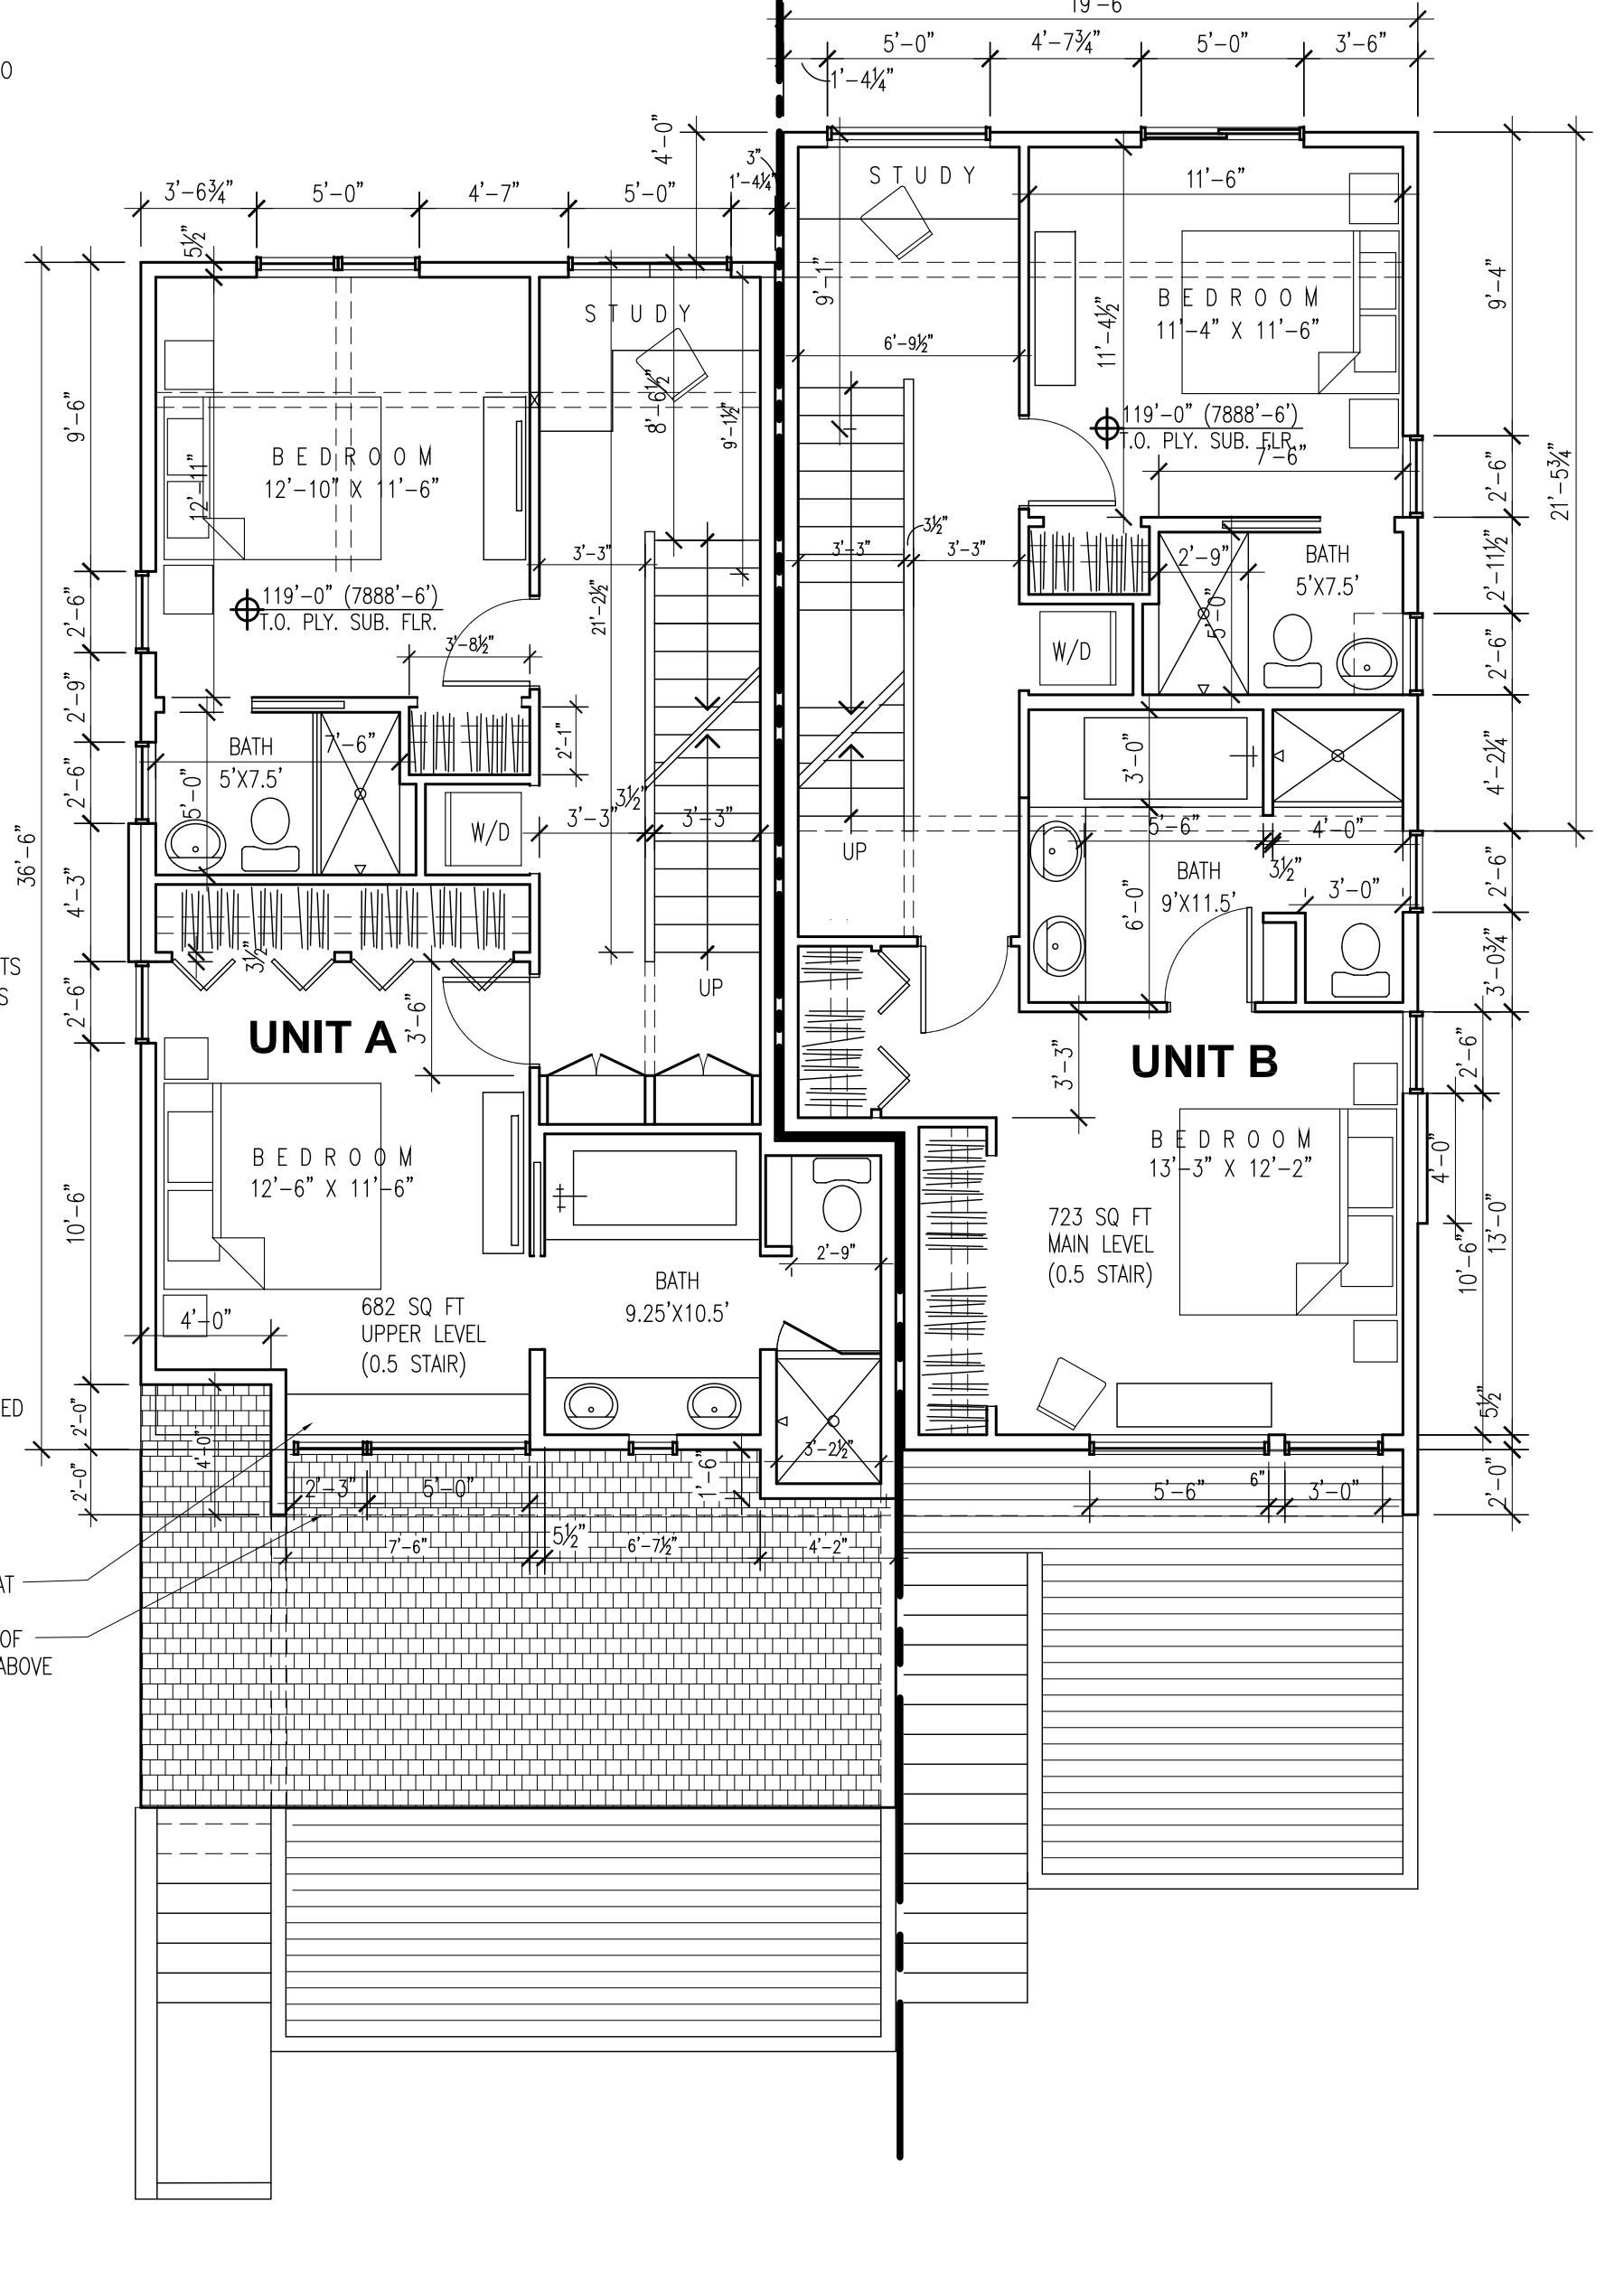 O
19'-6"
5'-0"
4'-7¾"
5'-0"
3'-6"
1'-4¼"
4'-0"
3"
1'-4¼"
3'-6¾"
5'-0"
4'-7"
5'-0"
5½"
STUDY
11'-6"
9'-4"
9'-1"
BEDROOM
11'-4" X 11'-6"
11'-4½"
6'-9½"
STUDY
8'-6½"
9'-1½"
9'-6"
BEDROOM
12'-10" X 11'-6"
12'-11"
119'-0" (7888'-6')
T.O. PLY. SUB. FLR.
7'-6"
2'-6"
21'-5¾"
3½"
3'-3"
3'-3"
3'-3"
2'-9"
BATH
5'X7.5'
2'-11½"
5'-0"
119'-0" (7888'-6')
T.O. PLY. SUB. FLR.
2'-6"
21'-2½"
3'-8½"
W/D
2'-6"
2'-9"
BATH
5'X7.5'
7'-6"
2'-1"
3'-0"
4'-2¼"
2'-6"
5'-0"
3½"
W/D
3'-3"
3'-3"
UP
5'-6"
4'-0"
36'-6"
BATH
9'X11.5'
3½"
3'-0"
2'-6"
4'-3"
6'-0"
3½"
TS
S
UP
3'-0¾"
2'-6"
3'-6"
UNIT A
UNIT B
3'-3"
2'-6"
BEDROOM
12'-6" X 11'-6"
BEDROOM
13'-3" X 12'-2"
4'-0"
10'-6"
723 SQ FT
MAIN LEVEL
(0.5 STAIR)
13'-0"
10'-6"
2'-9"
BATH
9.25'X10.5'
682 SQ FT
UPPER LEVEL
(0.5 STAIR)
4'-0"
ED
2'-0"
4'-0"
5½"
3'-2½"
1'-6"
2'-0"
2'-3"
5'-0"
5'-6"
6"
3'-0"
2'-0"
7'-6"
5½"
6'-7½"
4'-2"
AT
OF
ABOVE